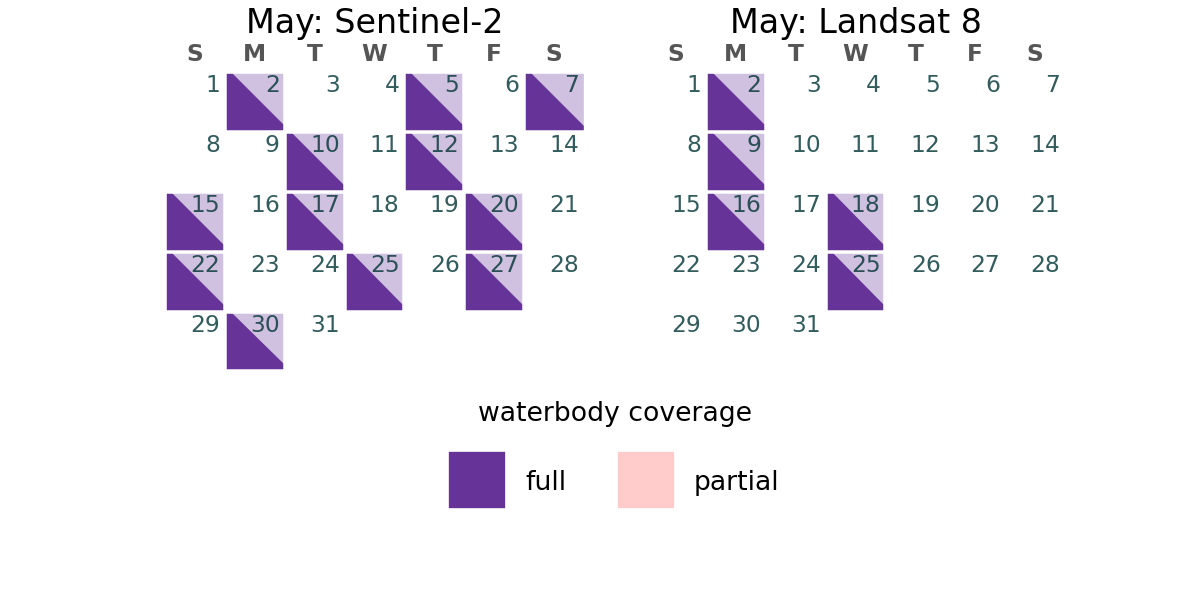 May: Sentinel-2
S M T W T F S
1 2 3 4 5 6 7
8 9 10 11 12 13 14
15 16 17 18 19 20 21
22 23 24 25 26 27 28
29 30 31
May: Landsat 8
S M T W T F S
1 2 3 4 5 6 7
8 9 10 11 12 13 14
15 16 17 18 19 20 21
22 23 24 25 26 27 28
29 30 31
waterbody coverage
full partial